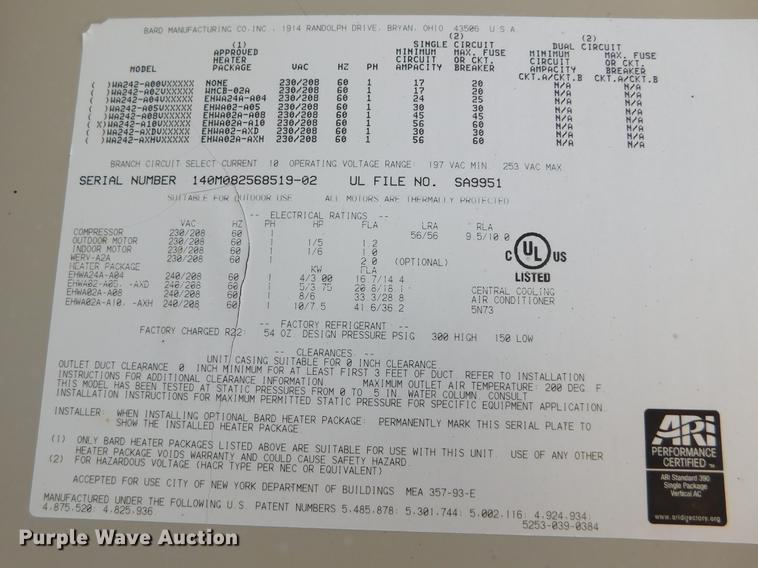 BARD MANUFACTURING CO.INC., 1914 RANDOLPH DRIVE, BRYAN, OHIO 43506 U.S.A
(1) (2) (2)
APPROVED SINGLE CIRCUIT DUAL CIRCUIT
HEATER MINIMUM MAX. FUSE MINIMUM MAX. FUSE
PACKAGE CIRCUIT OR CKT. CIRCUIT OR CKT.
MODEL VAC HZ PH AMPACITY BREAKER AMPACITY BREAKER
CKT.A/CKT.B CKT.A/CKT.B
( )WA242-A00VXXXXX NONE 230/208 60 1 17 20 N/A N/A
( )WA242-A0ZVXXXXX WMCB-02A 230/208 60 1 17 20 N/A N/A
( )WA242-A04VXXXXX EHWA24A-A04 230/208 60 1 24 25 N/A N/A
( )WA242-A05VXXXXX EHWA02-A05 230/208 60 1 30 30 N/A N/A
( )WA242-A08VXXXXX EHWA02A-A08 230/208 60 1 45 45 N/A N/A
(X)WA242-A10VXXXXX EHWA02A-A10 230/208 60 1 56 60 N/A N/A
( )WA242-AXDVXXXXX EHWA02-AXD 230/208 60 1 30 30 N/A N/A
( )WA242-AXHVXXXXX EHWA02A-AXH 230/208 60 1 56 60 N/A N/A
BRANCH CIRCUIT SELECT CURRENT 10 OPERATING VOLTAGE RANGE: 197 VAC MIN. 253 VAC MAX
SERIAL NUMBER 140M082568519-02 UL FILE NO. SA9951
SUITABLE FOR OUTDOOR USE ALL MOTORS ARE THERMALLY PROTECTED
-- ELECTRICAL RATINGS --
VAC HZ PH HP FLA LRA RLA
COMPRESSOR 230/208 60 1 56/56 9.5/10.0
OUTDOOR MOTOR 230/208 60 1 1/5 1.2
INDOOR MOTOR 230/208 60 1 1/6 1.0
WERV-A2A 230/208 60 1 2.0 (OPTIONAL)
HEATER PACKAGE KW FLA
EHWA24A-A04 240/208 60 1 4/3.00 16.7/14.4
EHWA02-A05, -AXD 240/208 60 1 5/3.75 20.8/18.1
EHWA02A-A08 240/208 60 1 8/6 33.3/28.8
EHWA02A-A10, -AXH 240/208 60 1 10/7.5 41.6/36.2
C UL US
LISTED
CENTRAL COOLING
AIR CONDITIONER
5N73
-- FACTORY REFRIGERANT --
FACTORY CHARGED R22: 54 OZ. DESIGN PRESSURE PSIG 300 HIGH 150 LOW
-- CLEARANCES --
UNIT CASING SUITABLE FOR 0 INCH CLEARANCE
OUTLET DUCT CLEARANCE 0 INCH MINIMUM FOR AT LEAST FIRST 3 FEET OF DUCT. REFER TO INSTALLATION
INSTRUCTIONS FOR ADDITIONAL CLEARANCE INFORMATION. MAXIMUM OUTLET AIR TEMPERATURE: 200 DEG. F.
THIS MODEL HAS BEEN TESTED AT STATIC PRESSURES FROM 0 TO .5 IN. WATER COLUMN. CONSULT
INSTALLATION INSTRUCTIONS FOR MAXIMUM PERMITTED STATIC PRESSURE FOR SPECIFIC EQUIPMENT APPLICATION.
INSTALLER: WHEN INSTALLING OPTIONAL BARD HEATER PACKAGE: PERMANENTLY MARK THIS SERIAL PLATE TO
SHOW THE INSTALLED HEATER PACKAGE.
(1) ONLY BARD HEATER PACKAGES LISTED ABOVE ARE SUITABLE FOR USE WITH THIS UNIT. USE OF ANY OTHER
HEATER PACKAGE VOIDS WARRANTY AND COULD CAUSE SAFETY HAZARD.
(2) FOR HAZARDOUS VOLTAGE (HACR TYPE PER NEC OR EQUIVALENT)
ACCEPTED FOR USE CITY OF NEW YORK DEPARTMENT OF BUILDINGS MEA 357-93-E
MANUFACTURED UNDER THE FOLLOWING U.S. PATENT NUMBERS 5,485,878; 5,301,744; 5,002,116; 4,924,934;
4,875,520; 4,825,936 5253-039-0384
ARI
PERFORMANCE
CERTIFIED™
ARI Standard 390
Single Package
Vertical AC
www.aridirectory.org
Purple Wave Auction